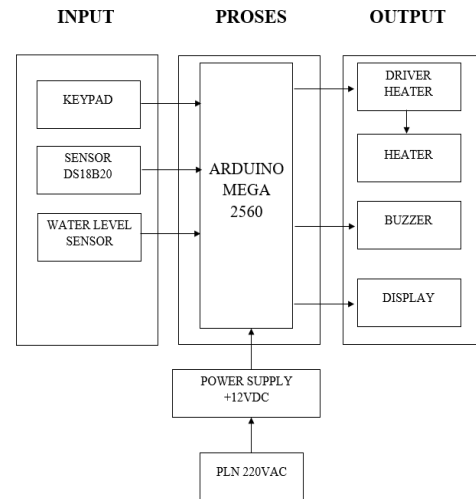 INPUT
PROSES
OUTPUT
KEYPAD
SENSOR
DS18B20
WATER LEVEL
SENSOR
ARDUINO
MEGA
2560
DRIVER
HEATER
HEATER
BUZZER
DISPLAY
POWER SUPPLY
+12VDC
PLN 220VAC